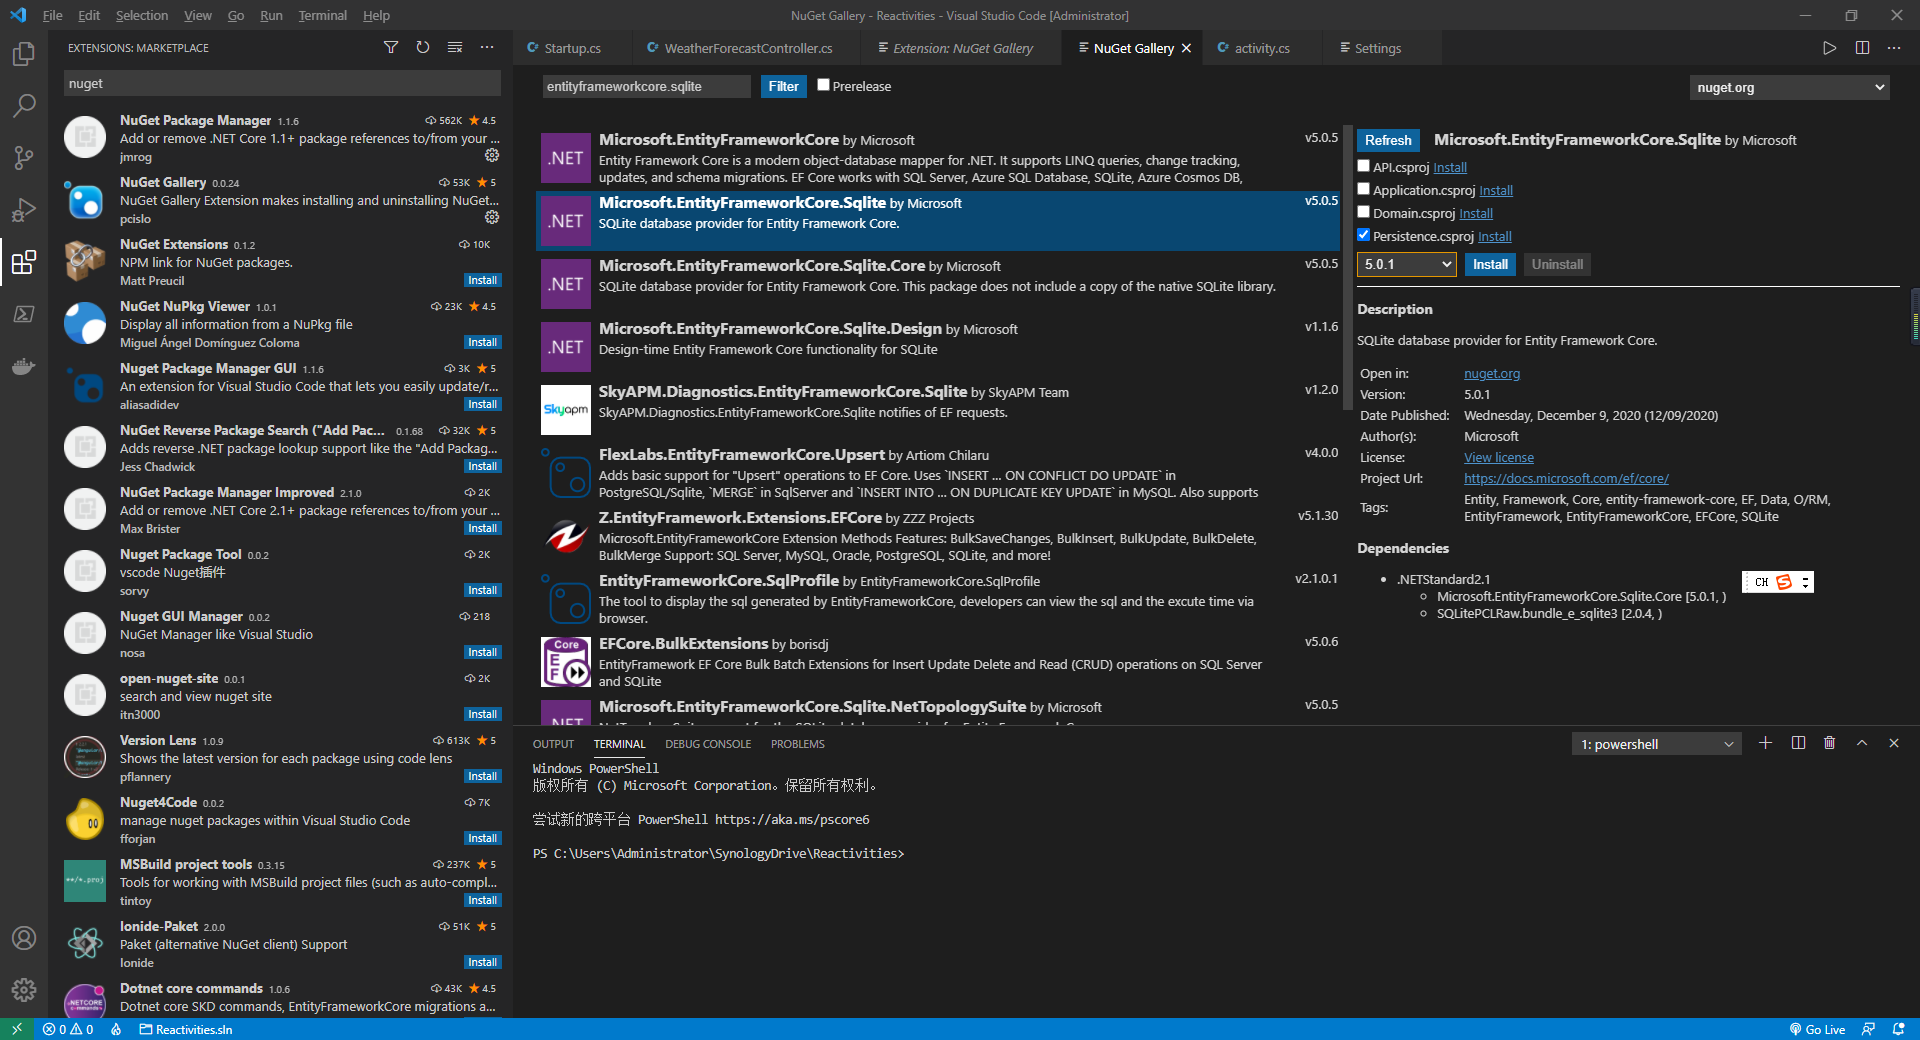 File Edit Selection View Go Run Terminal Help
NuGet Gallery - Reactivities - Visual Studio Code [Administrator]
EXTENSIONS: MARKETPLACE
nuget
NuGet Package Manager 1.1.6 562K 4.5
Add or remove .NET Core 1.1+ package references to/from your ...
jmrog
NuGet Gallery 0.0.24 53K 5
NuGet Gallery Extension makes installing and uninstalling NuGet...
pcislo
NuGet Extensions 0.1.2 10K
NPM link for NuGet packages.
Matt Preucil Install
NuGet NuPkg Viewer 1.0.1 23K 4.5
Display all information from a NuPkg file
Miguel Ángel Domínguez Coloma Install
Nuget Package Manager GUI 1.1.6 3K 5
An extension for Visual Studio Code that lets you easily update/r...
aliasadidev Install
NuGet Reverse Package Search ("Add Pac... 0.1.68 32K 5
Adds reverse .NET package lookup support like the "Add Packag...
Jess Chadwick Install
NuGet Package Manager Improved 2.1.0 2K
Add or remove .NET Core 2.1+ package references to/from your ...
Max Brister Install
Nuget Package Tool 0.0.2 2K
vscode Nuget插件
sorvy Install
Nuget GUI Manager 0.0.2 218
NuGet Manager like Visual Studio
nosa Install
open-nuget-site 0.0.1 2K
search and view nuget site
itn3000 Install
Version Lens 1.0.9 613K 5
Shows the latest version for each package using code lens
pflannery Install
Nuget4Code 0.0.2 7K
manage nuget packages within Visual Studio Code
fforjan Install
**/*.proj
MSBuild project tools 0.3.15 237K 5
Tools for working with MSBuild project files (such as auto-compl...
tintoy Install
Ionide-Paket 2.0.0 51K 5
Paket (alternative NuGet client) Support
Ionide Install
Dotnet core commands 1.0.6 43K 4.5
Dotnet core SKD commands, EntityFrameworkCore migrations a...
Startup.cs WeatherForecastController.cs Extension: NuGet Gallery NuGet Gallery activity.cs Settings
entityframeworkcore.sqlite Filter Prerelease nuget.org
.NET
Microsoft.EntityFrameworkCore by Microsoft v5.0.5
Entity Framework Core is a modern object-database mapper for .NET. It supports LINQ queries, change tracking,
updates, and schema migrations. EF Core works with SQL Server, Azure SQL Database, SQLite, Azure Cosmos DB,
.NET
Microsoft.EntityFrameworkCore.Sqlite by Microsoft v5.0.5
SQLite database provider for Entity Framework Core.
.NET
Microsoft.EntityFrameworkCore.Sqlite.Core by Microsoft v5.0.5
SQLite database provider for Entity Framework Core. This package does not include a copy of the native SQLite library.
.NET
Microsoft.EntityFrameworkCore.Sqlite.Design by Microsoft v1.1.6
Design-time Entity Framework Core functionality for SQLite
Skyapm
SkyAPM.Diagnostics.EntityFrameworkCore.Sqlite by SkyAPM Team v1.2.0
SkyAPM.Diagnostics.EntityFrameworkCore.Sqlite notifies of EF requests.
FlexLabs.EntityFrameworkCore.Upsert by Artiom Chilaru v4.0.0
Adds basic support for "Upsert" operations to EF Core. Uses `INSERT ... ON CONFLICT DO UPDATE` in
PostgreSQL/Sqlite, `MERGE` in SqlServer and `INSERT INTO ... ON DUPLICATE KEY UPDATE` in MySQL. Also supports
Z.EntityFramework.Extensions.EFCore by ZZZ Projects v5.1.30
Microsoft.EntityFrameworkCore Extension Methods Features: BulkSaveChanges, BulkInsert, BulkUpdate, BulkDelete,
BulkMerge Support: SQL Server, MySQL, Oracle, PostgreSQL, SQLite, and more!
EntityFrameworkCore.SqlProfile by EntityFrameworkCore.SqlProfile v2.1.0.1
The tool to display the sql generated by EntityFrameworkCore, developers can view the sql and the excute time via
browser.
Core EF
EFCore.BulkExtensions by borisdj v5.0.6
EntityFramework EF Core Bulk Batch Extensions for Insert Update Delete and Read (CRUD) operations on SQL Server
and SQLite
.NET
Microsoft.EntityFrameworkCore.Sqlite.NetTopologySuite by Microsoft v5.0.5
Refresh Microsoft.EntityFrameworkCore.Sqlite by Microsoft
API.csproj Install
Application.csproj Install
Domain.csproj Install
Persistence.csproj Install
5.0.1 Install Uninstall
Description
SQLite database provider for Entity Framework Core.
Open in: nuget.org
Version: 5.0.1
Date Published: Wednesday, December 9, 2020 (12/09/2020)
Author(s): Microsoft
License: View license
Project Url: https://docs.microsoft.com/ef/core/
Tags: Entity, Framework, Core, entity-framework-core, EF, Data, O/RM,
EntityFramework, EntityFrameworkCore, EFCore, SQLite
Dependencies
.NETStandard2.1
Microsoft.EntityFrameworkCore.Sqlite.Core [5.0.1, )
SQLitePCLRaw.bundle_e_sqlite3 [2.0.4, )
CH S
OUTPUT TERMINAL DEBUG CONSOLE PROBLEMS 1: powershell
Windows PowerShell
版权所有 (C) Microsoft Corporation。保留所有权利。
尝试新的跨平台 PowerShell https://aka.ms/pscore6
PS C:\Users\Administrator\SynologyDrive\Reactivities>
0 0 Reactivities.sln Go Live